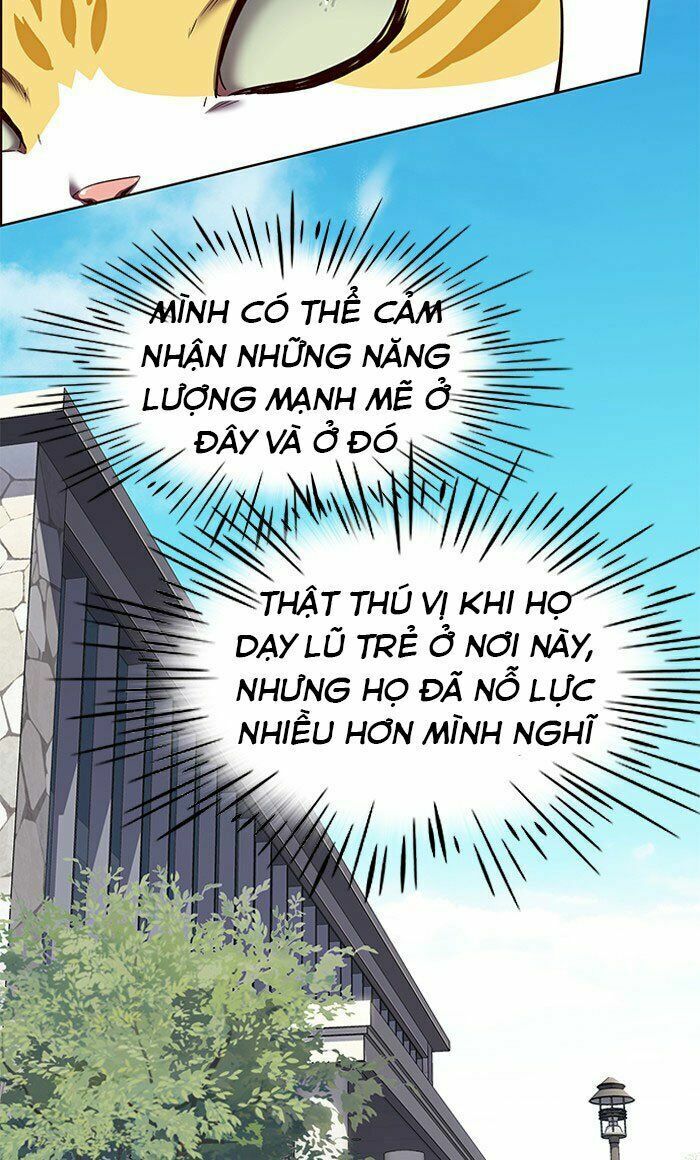 MÌNH CÓ THỂ CẢM
NHẬN NHỮNG NĂNG
LƯỢNG MẠNH MẼ Ở
ĐÂY VÀ Ở ĐÓ
THẬT THÚ VỊ KHI HỌ
DẠY LŨ TRẺ Ở NƠI NÀY,
NHƯNG HỌ ĐÃ NỖ LỰC
NHIỀU HƠN MÌNH NGHĨ